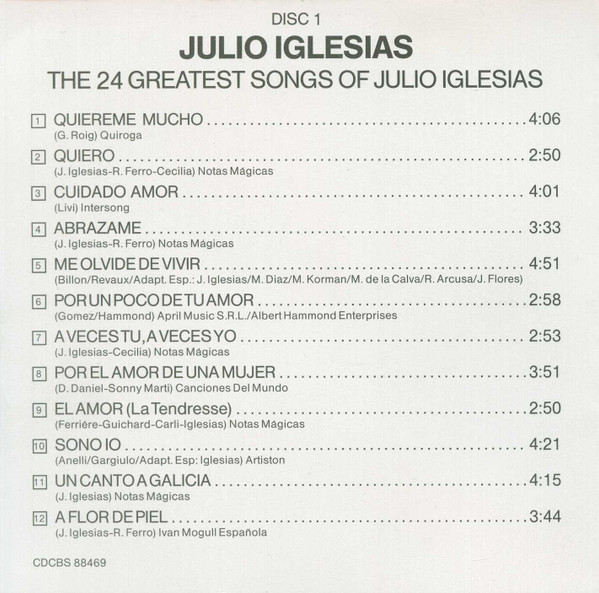 DISC 1
JULIO IGLESIAS
THE 24 GREATEST SONGS OF JULIO IGLESIAS
1 QUIEREME MUCHO 4:06
(G. Roig) Quiroga
2 QUIERO 2:50
(J. Iglesias-R. Ferro-Cecilia) Notas Mágicas
3 CUIDADO AMOR 4:01
(Livi) Intersong
4 ABRAZAME 3:33
(J. Iglesias-R. Ferro) Notas Mágicas
5 ME OLVIDE DE VIVIR 4:51
(Billon/Revaux/Adapt. Esp.: J. Iglesias/M. Diaz/M. Korman/M. de la Calva/R. Arcusa/J. Flores)
6 POR UN POCO DE TU AMOR 2:58
(Gomez/Hammond) April Music S.R.L./Albert Hammond Enterprises
7 A VECES TU, A VECES YO 2:53
(J. Iglesias-Cecilia) Notas Mágicas
8 POR EL AMOR DE UNA MUJER 3:51
(D. Daniel-Sonny Marti) Canciones Del Mundo
9 EL AMOR (La Tendresse) 2:50
(Ferriére-Guichard-Carli-Iglesias) Notas Mágicas
10 SONO IO 4:21
(Anelli/Gargiulo/Adapt. Esp: Iglesias) Artiston
11 UN CANTO A GALICIA 4:15
(J. Iglesias) Notas Mágicas
12 A FLOR DE PIEL 3:44
(J. Iglesias-R. Ferro) Ivan Mogull Española
CDCBS 88469